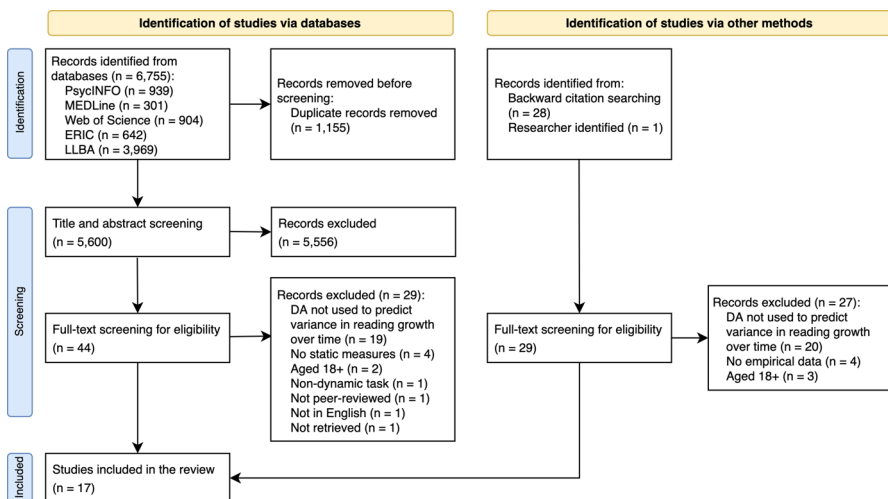 Identification of studies via databases
Identification of studies via other methods
Identification
Records identified from
databases (n = 6,755):
PsycINFO (n = 939)
MEDLine (n = 301)
Web of Science (n = 904)
ERIC (n = 642)
LLBA (n = 3,969)
Records removed before
screening:
Duplicate records removed
(n = 1,155)
Records identified from:
Backward citation searching
(n = 28)
Researcher identified (n = 1)
Screening
Title and abstract screening
(n = 5,600)
Records excluded
(n = 5,556)
Full-text screening for eligibility
(n = 44)
Records excluded (n = 29):
DA not used to predict
variance in reading growth
over time (n = 19)
No static measures (n = 4)
Aged 18+ (n = 2)
Non-dynamic task (n = 1)
Not peer-reviewed (n = 1)
Not in English (n = 1)
Not retrieved (n = 1)
Full-text screening for eligibility
(n = 29)
Records excluded (n = 27):
DA not used to predict
variance in reading growth
over time (n = 20)
No empirical data (n = 4)
Aged 18+ (n = 3)
Included
Studies included in the review
(n = 17)